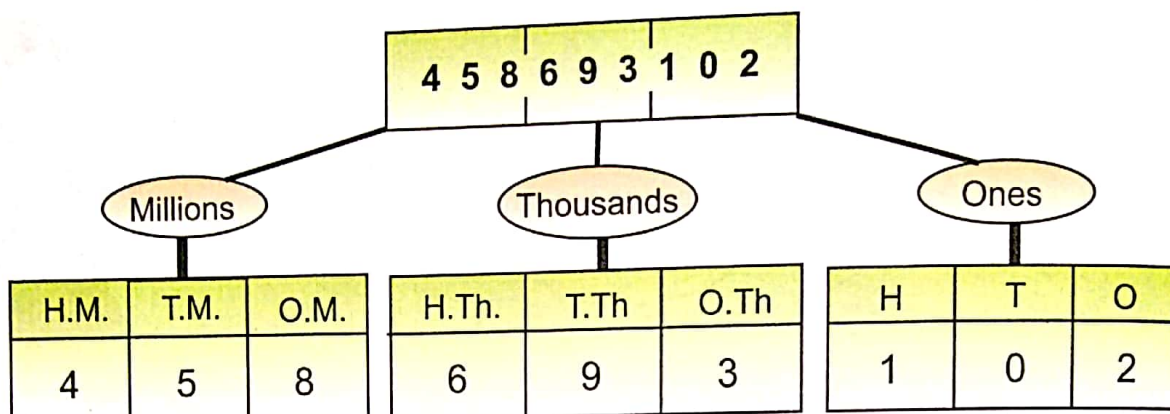 4 5 8 6 9 3 1 0 2
Millions Thousands Ones
H.M. T.M. O.M. H.Th. T.Th O.Th H T O
4 5 8 6 9 3 1 0 2